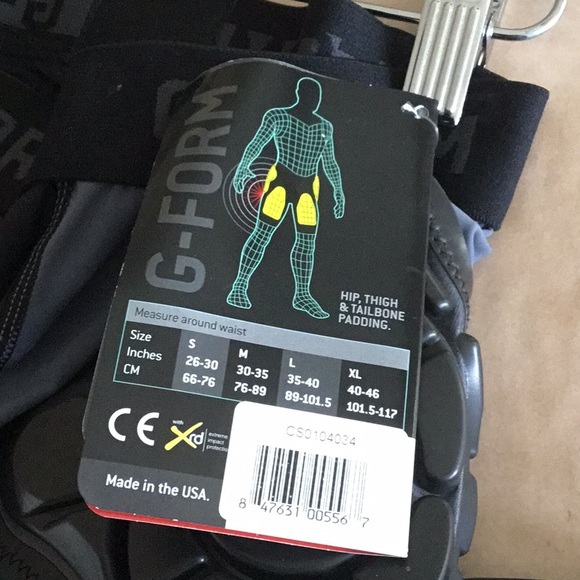 G-FORM
HIP, THIGH
& TAILBONE
PADDING.
Measure around waist
Size S M L XL
Inches 26-30 30-35 35-40 40-46
CM 66-76 76-89 89-101.5 101.5-117
CE with Xrd extreme
impact
protection
CS0104034
8 47631 00556 7
Made in the USA.